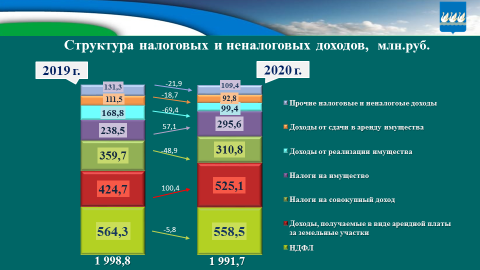 Структура налоговых и неналоговых доходов, млн.руб.
2019 г.
2020 г.
131,3
-21,9
109,4
111,5
-18,7
92,8
168,8
-69,4
99,4
238,5
57,1
295,6
359,7
-48,9
310,8
424,7
100,4
525,1
564,3
-5,8
558,5
1 998,8
1 991,7
Прочие налоговые и неналоговые доходы
Доходы от сдачи в аренду имущества
Доходы от реализации имущества
Налоги на имущество
Налоги на совокупный доход
Доходы, получаемые в виде арендной платы
за земельные участки
НДФЛ